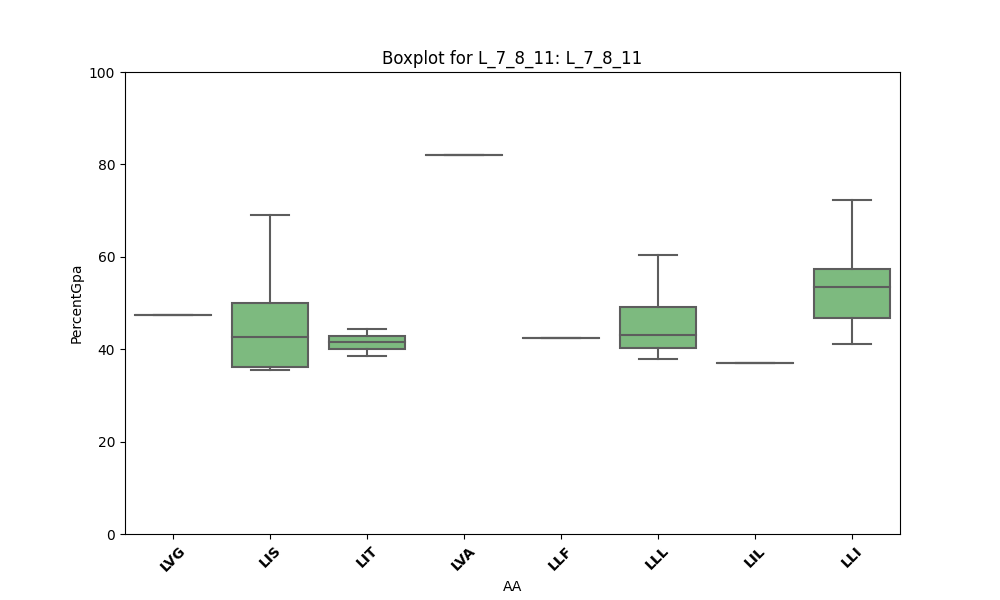 Boxplot for L_7_8_11: L_7_8_11
100
80
60
40
20
0
PercentGpa
LVG
LIS
LIT
LVA
LLF
LLL
LIL
LLI
AA